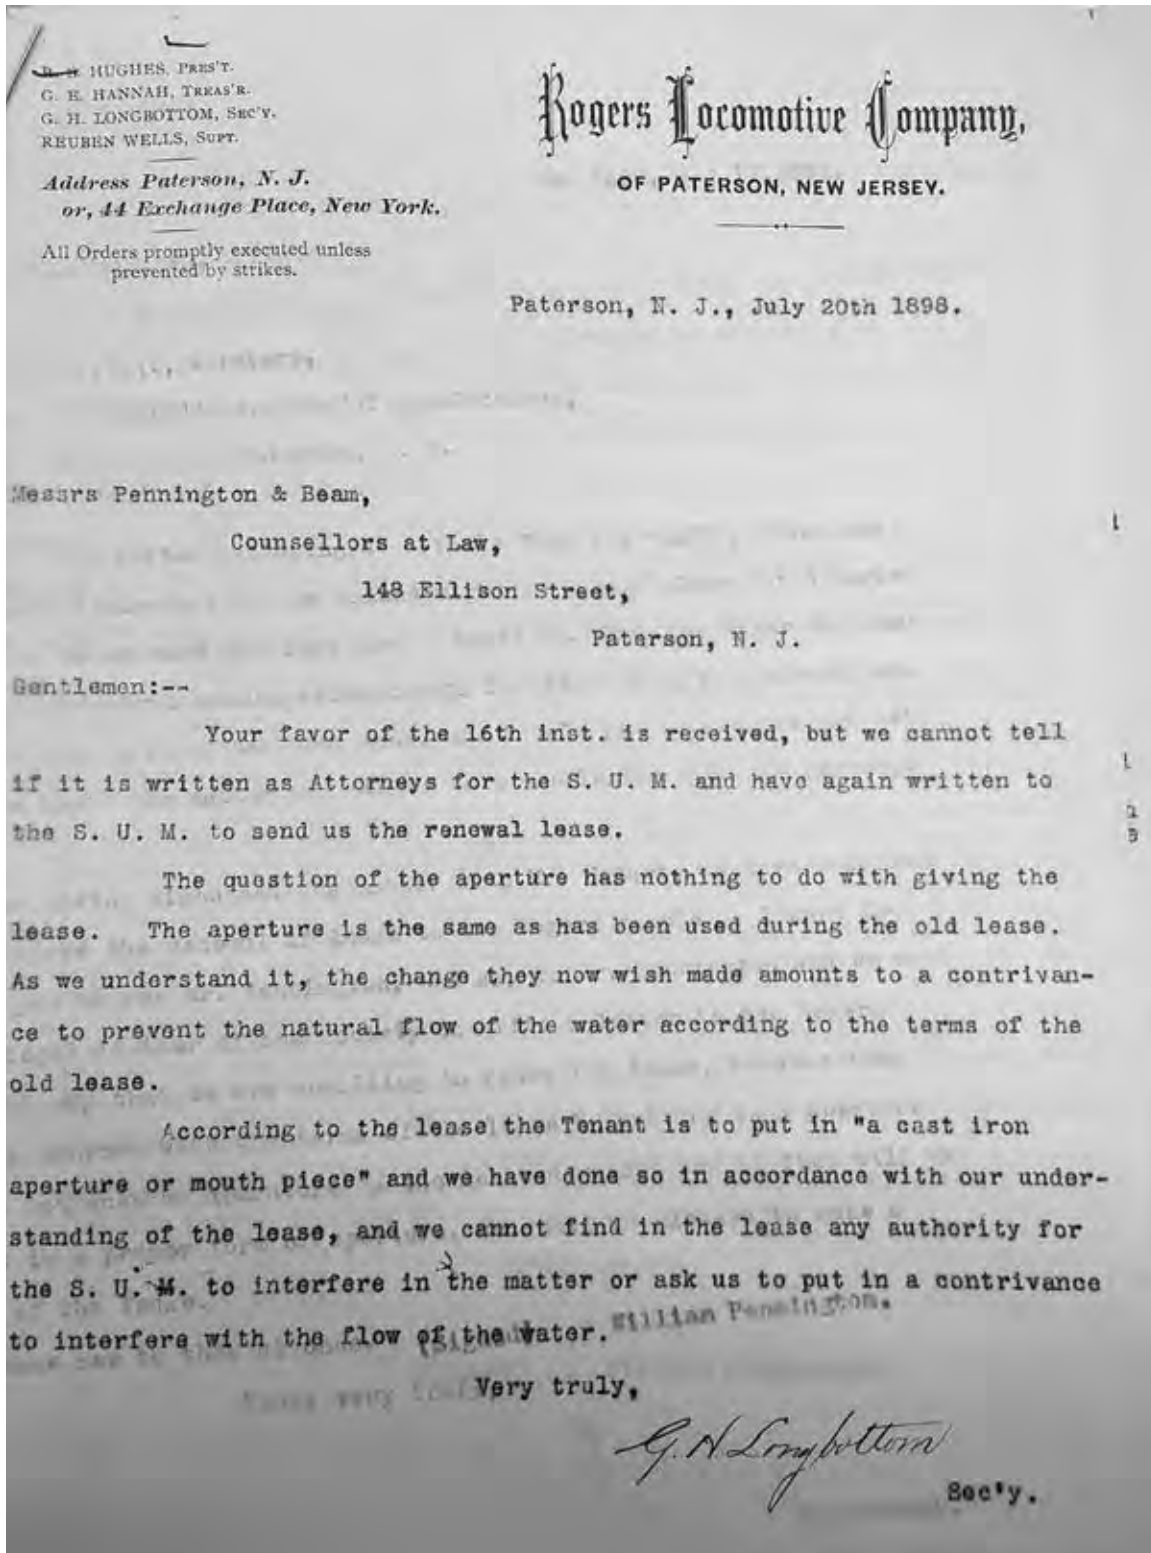 HUGHES, PRES'T.
G. E. HANNAH, TREAS'R.
G. H. LONGBOTTOM, SEC'Y.
REUBEN WELLS, SUPT.
Address Paterson, N. J.
or, 44 Exchange Place, New York.
All Orders promptly executed unless
prevented by strikes.
Rogers Locomotive Company,
OF PATERSON, NEW JERSEY.
Paterson, N. J., July 20th 1898.
Messrs Pennington & Beam,
Counsellors at Law,
148 Ellison Street,
Paterson, N. J.
Gentlemen:--
Your favor of the 16th inst. is received, but we cannot tell
if it is written as Attorneys for the S. U. M. and have again written to
the S. U. M. to send us the renewal lease.
The question of the aperture has nothing to do with giving the
lease. The aperture is the same as has been used during the old lease.
As we understand it, the change they now wish made amounts to a contrivan-
ce to prevent the natural flow of the water according to the terms of the
old lease.
According to the lease the Tenant is to put in "a cast iron
aperture or mouth piece" and we have done so in accordance with our under-
standing of the lease, and we cannot find in the lease any authority for
the S. U. M. to interfere in the matter or ask us to put in a contrivance
to interfere with the flow of the water.
William Pennington.
Very truly,
G. H Longbottom
Sec'y.